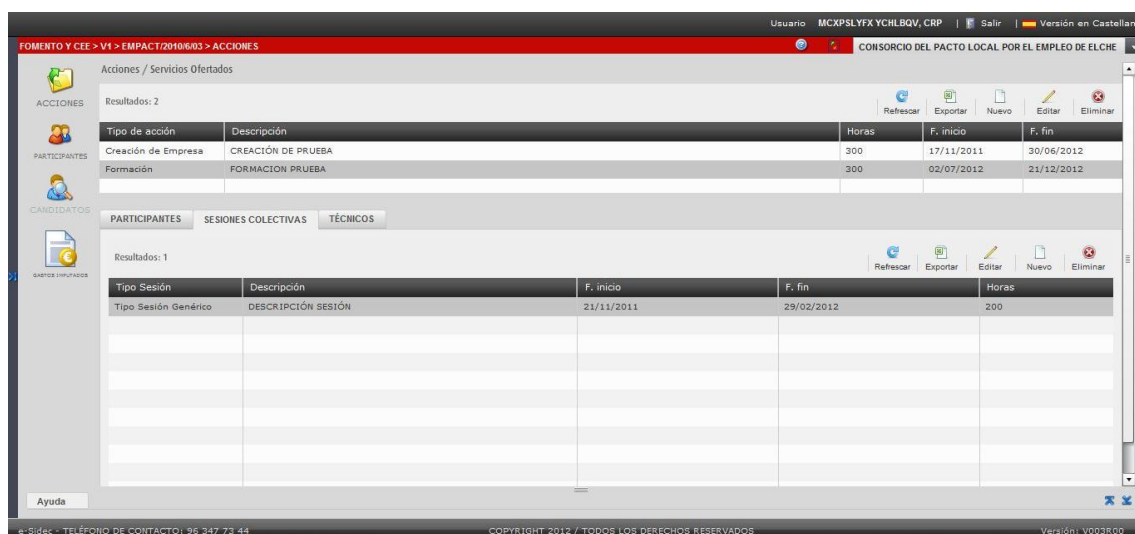 Usuario MCXPSLYFX YCHLBQV, CRP | Salir | Versión en Castellan
FOMENTO Y CEE > V1 > EMPACT/2010/6/03 > ACCIONES CONSORCIO DEL PACTO LOCAL POR EL EMPLEO DE ELCHE
Acciones / Servicios Ofertados
ACCIONES
PARTICIPANTES
CANDIDATOS
GASTOS IMPUTADOS
Resultados: 2 Refrescar Exportar Nuevo Editar Eliminar
Tipo de acción Descripción Horas F. inicio F. fin
Creación de Empresa CREACIÓN DE PRUEBA 300 17/11/2011 30/06/2012
Formación FORMACION PRUEBA 300 02/07/2012 21/12/2012
PARTICIPANTES SESIONES COLECTIVAS TÉCNICOS
Resultados: 1 Refrescar Exportar Editar Nuevo Eliminar
Tipo Sesión Descripción F. inicio F. fin Horas
Tipo Sesión Genérico DESCRIPCIÓN SESIÓN 21/11/2011 29/02/2012 200
Ayuda
e-Sidec - TELÉFONO DE CONTACTO: 96 347 73 44 COPYRIGHT 2012 / TODOS LOS DERECHOS RESERVADOS Versión: V003R00